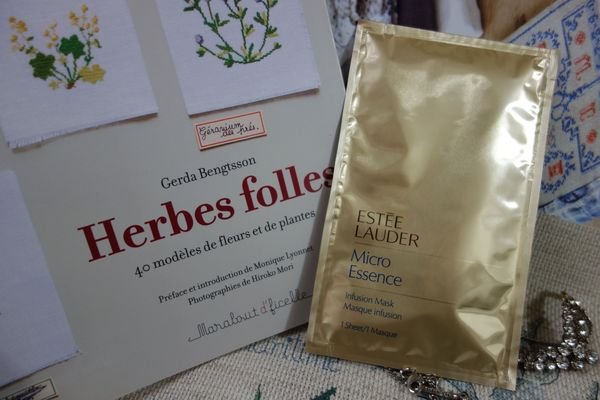 Géranium
des prés.
Gerda Bengtsson
Herbes folles
40 modèles de fleurs et de plantes
Préface et introduction de Monique Lyonnet
Photographies de Hiroko Mori
Marabout d'ficelle
ESTĒE
LAUDER
Micro
Essence
Infusion Mask
Masque infusion
1 Sheet/1 Masque